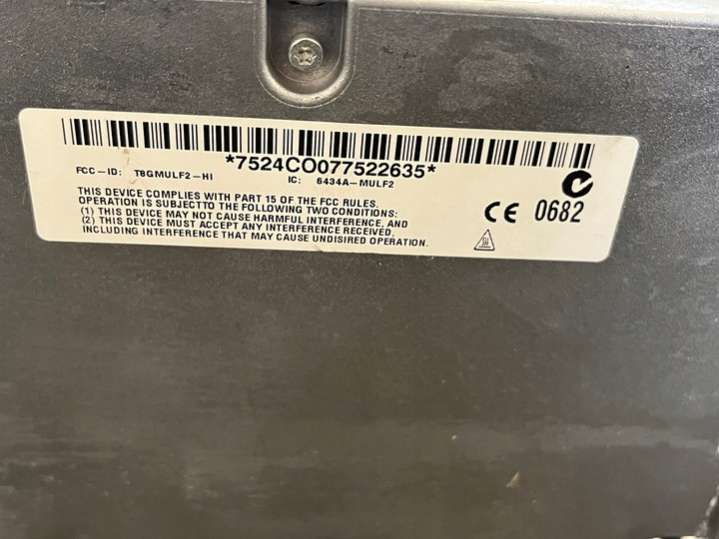 *7524CO077522635*
FCC-ID: T8GMULF2-HI IC: 6434A-MULF2
THIS DEVICE COMPLIES WITH PART 15 OF THE FCC RULES.
OPERATION IS SUBJECTTO THE FOLLOWING TWO CONDITIONS:
(1) THIS DEVICE MAY NOT CAUSE HARMFUL INTERFERENCE, AND
(2) THIS DEVICE MUST ACCEPT ANY INTERFERENCE RECEIVED,
INCLUDING INTERFERENCE THAT MAY CAUSE UNDISIRED OPERATION.
CE 0682